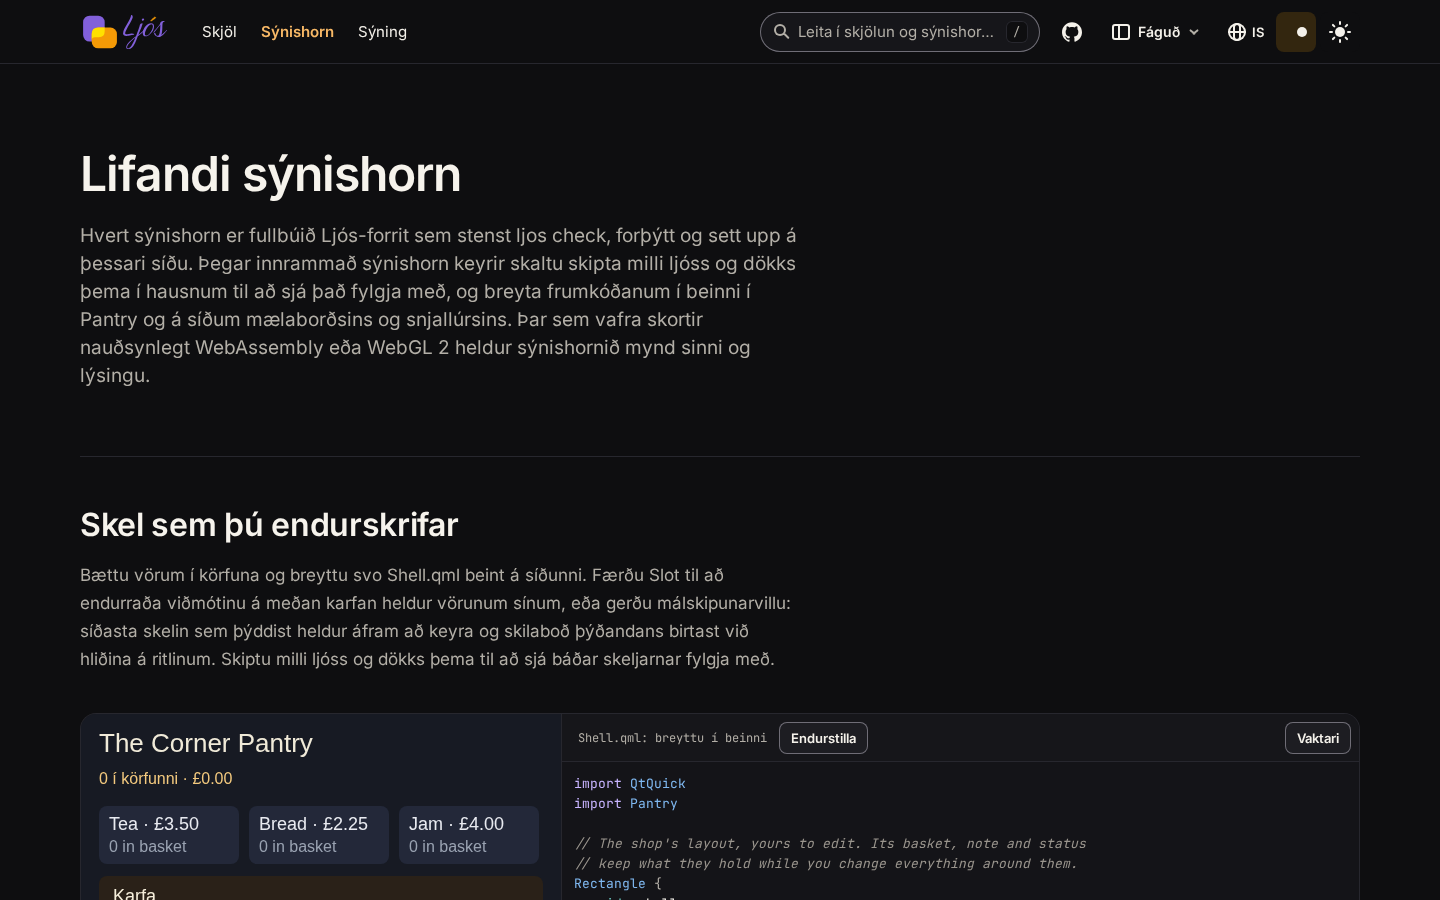 Ljós
Skjöl
Sýnishorn
Sýning
Leita í skjölun og sýnishor...
/
Fáguð
IS
Lifandi sýnishorn
Hvert sýnishorn er fullbúið Ljós-forrit sem stenst ljos check, forþýtt og sett upp á
þessari síðu. Þegar innrammað sýnishorn keyrir skaltu skipta milli ljóss og dökks
þema í hausnum til að sjá það fylgja með, og breyta frumkóðanum í beinni í
Pantry og á síðum mælaborðsins og snjallúrsins. Þar sem vafra skortir
nauðsynlegt WebAssembly eða WebGL 2 heldur sýnishornið mynd sinni og
lýsingu.
Skel sem þú endurskrifar
Bættu vörum í körfuna og breyttu svo Shell.qml beint á síðunni. Færðu Slot til að
endurraða viðmótinu á meðan karfan heldur vörunum sínum, eða gerðu málskipunarvillu:
síðasta skelin sem þýddist heldur áfram að keyra og skilaboð þýðandans birtast við
hliðina á ritlinum. Skiptu milli ljóss og dökks þema til að sjá báðar skeljarnar fylgja með.
The Corner Pantry
0 í körfunni · £0.00
Tea · £3.50
0 in basket
Bread · £2.25
0 in basket
Jam · £4.00
0 in basket
Karfa
Shell.qml: breyttu í beinni
Endurstilla
Vaktari
import QtQuick
import Pantry
// The shop's layout, yours to edit. Its basket, note and status
// keep what they hold while you change everything around them.
Rectangle {